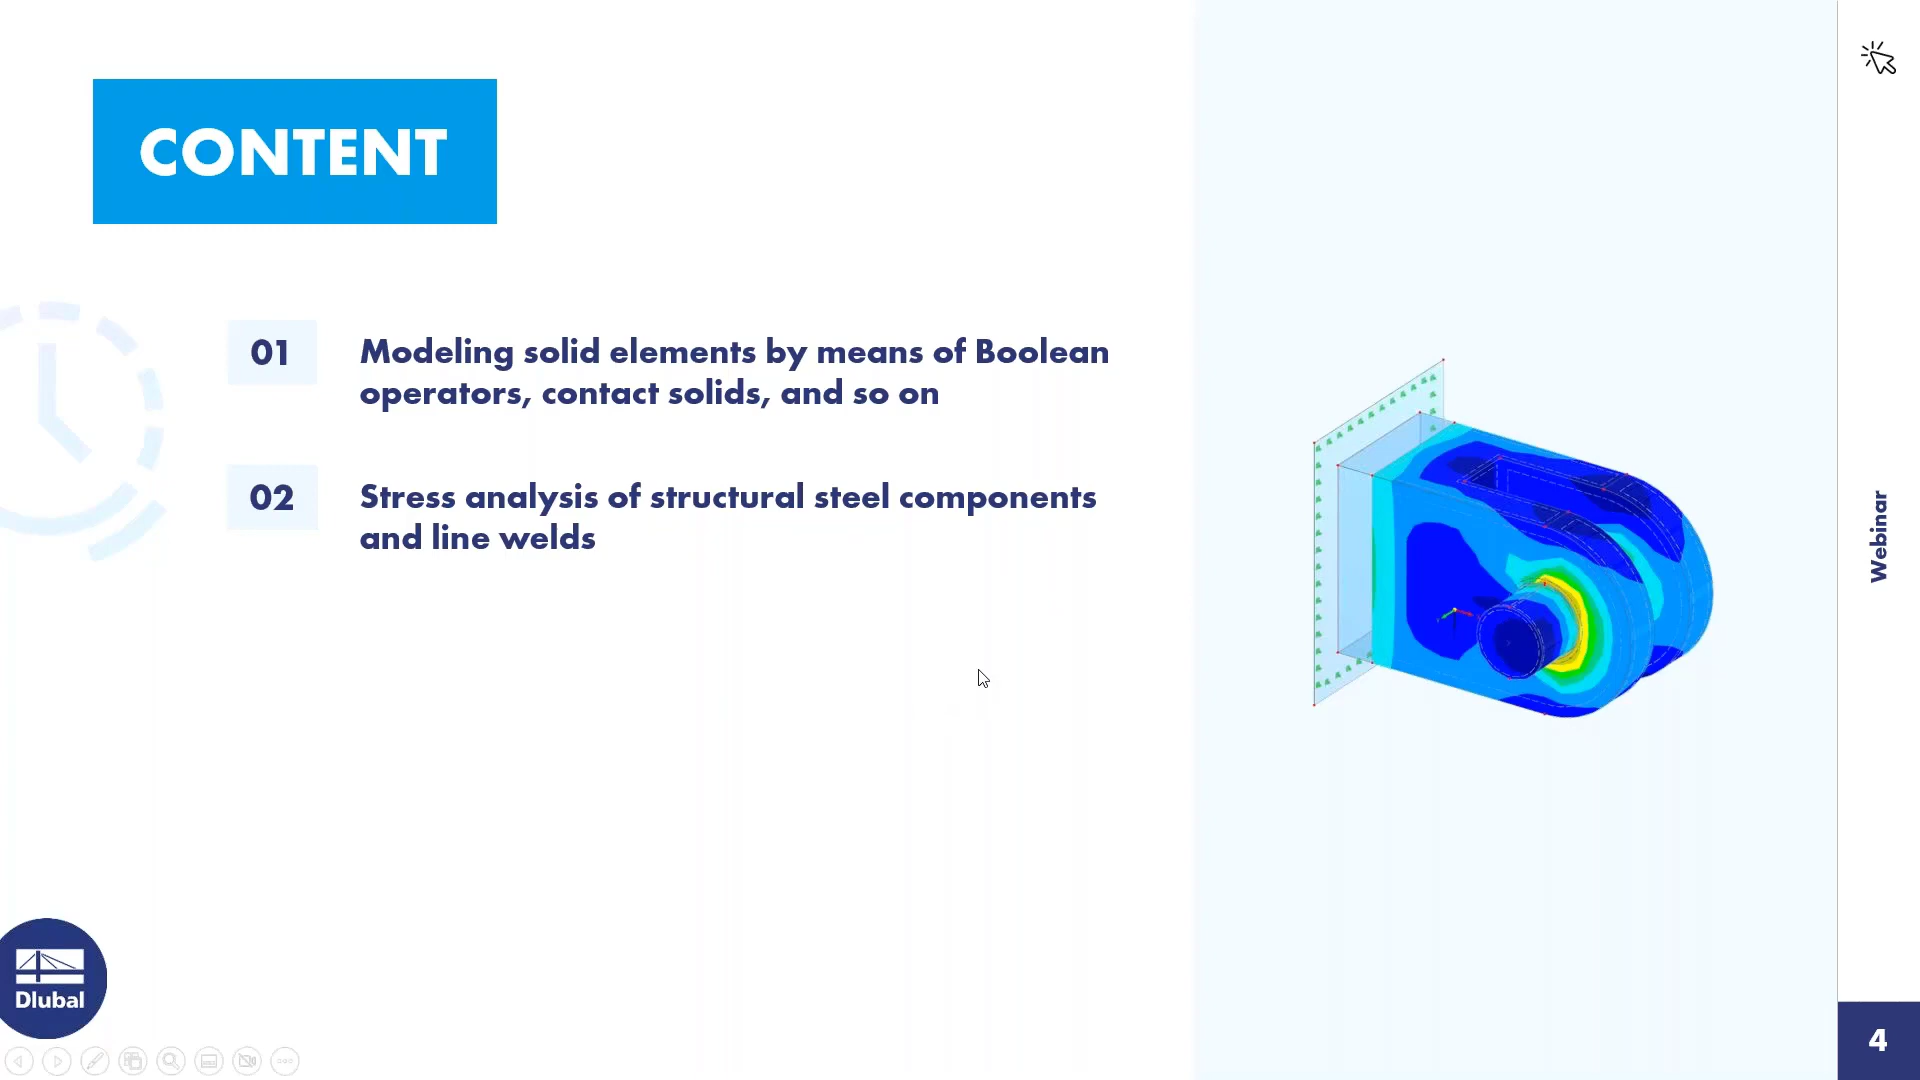 CONTENT
01
Modeling solid elements by means of Boolean
operators, contact solids, and so on
02
Stress analysis of structural steel components
and line welds
Webinar
Dlubal
4